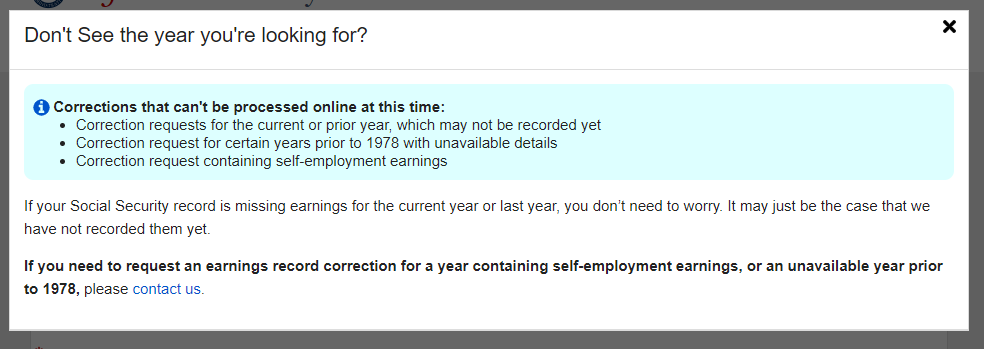 Don't See the year you're looking for?
Corrections that can't be processed online at this time:
Correction requests for the current or prior year, which may not be recorded yet
Correction request for certain years prior to 1978 with unavailable details
Correction request containing self-employment earnings
If your Social Security record is missing earnings for the current year or last year, you don’t need to worry. It may just be the case that we
have not recorded them yet.
If you need to request an earnings record correction for a year containing self-employment earnings, or an unavailable year prior
to 1978, please contact us.